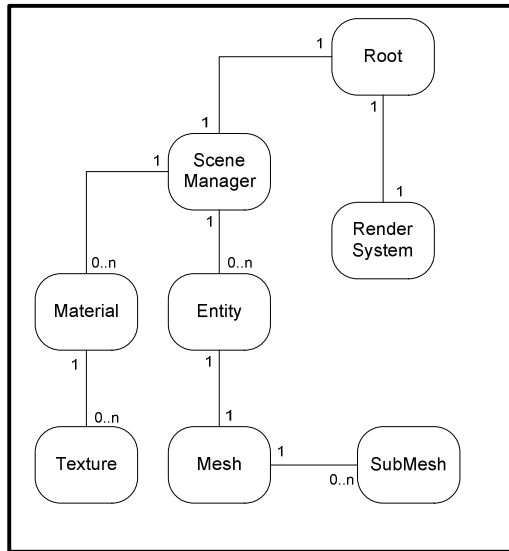 1
Root
1
1
1
Scene
Manager
1
1
Render
System
0..n
0..n
Material
Entity
1
1
0..n
1
Texture
Mesh
1
SubMesh
0..n